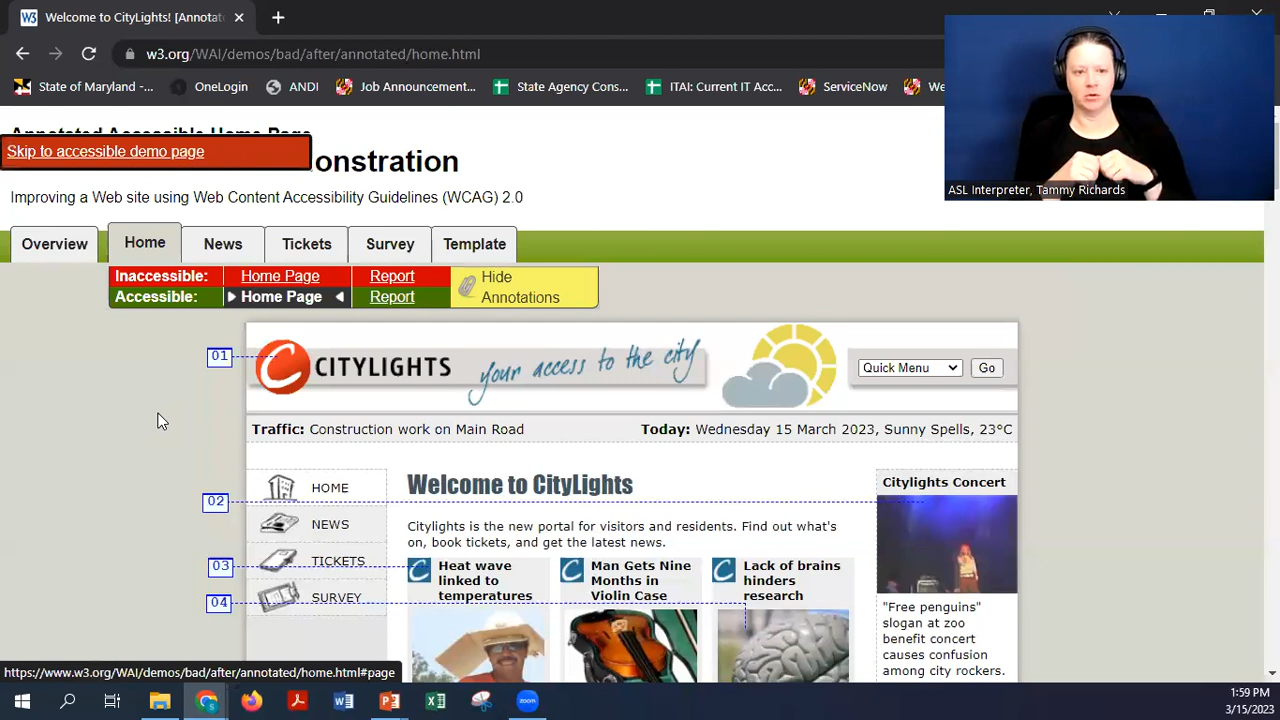 Welcome to CityLights! [Annotat
w3.org/WAI/demos/bad/after/annotated/home.html
State of Maryland -... OneLogin ANDI Job Announcement... State Agency Cons... ITAI: Current IT Acc... ServiceNow We
ASL Interpreter, Tammy Richards
Annotated Accessible Home Page
Skip to accessible demo page
onstration
Improving a Web site using Web Content Accessibility Guidelines (WCAG) 2.0
Overview Home News Tickets Survey Template
Inaccessible: Home Page Report
Accessible: Home Page Report
Hide
Annotations
01
CITYLIGHTS your access to the city
Quick Menu Go
Traffic: Construction work on Main Road Today: Wednesday 15 March 2023, Sunny Spells, 23°C
HOME
02
NEWS
03
TICKETS
04
SURVEY
Welcome to CityLights
Citylights is the new portal for visitors and residents. Find out what's
on, book tickets, and get the latest news.
Heat wave
linked to
temperatures
Man Gets Nine
Months in
Violin Case
Lack of brains
hinders
research
Citylights Concert
"Free penguins"
slogan at zoo
benefit concert
causes confusion
among city rockers.
https://www.w3.org/WAI/demos/bad/after/annotated/home.html#page
1:59 PM
3/15/2023